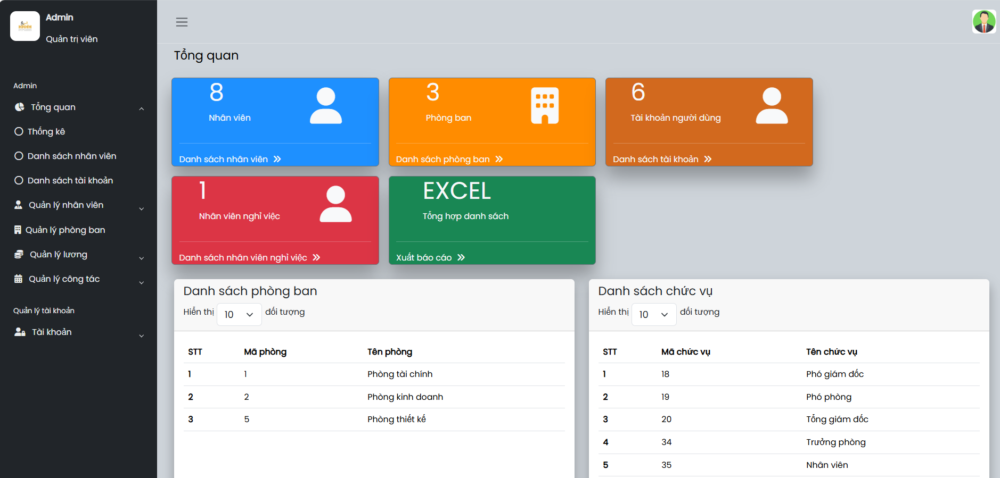 HHHH
Admin
Quản trị viên
Admin
Tổng quan
Thống kê
Danh sách nhân viên
Danh sách tài khoản
Quản lý nhân viên
Quản lý phòng ban
Quản lý lương
Quản lý công tác
Quản lý tài khoản
Tài khoản
Tổng quan
8
Nhân viên
Danh sách nhân viên
3
Phòng ban
Danh sách phòng ban
6
Tài khoản người dùng
Danh sách tài khoản
1
Nhân viên nghỉ việc
Danh sách nhân viên nghỉ việc
EXCEL
Tổng hợp danh sách
Xuất báo cáo
Danh sách phòng ban
Hiển thị 10 đối tượng
STT Mã phòng Tên phòng
1 1 Phòng tài chính
2 2 Phòng kinh doanh
3 5 Phòng thiết kế
Danh sách chức vụ
Hiển thị 10 đối tượng
STT Mã chức vụ Tên chức vụ
1 18 Phó giám đốc
2 19 Phó phòng
3 20 Tổng giám đốc
4 34 Trưởng phòng
5 35 Nhân viên